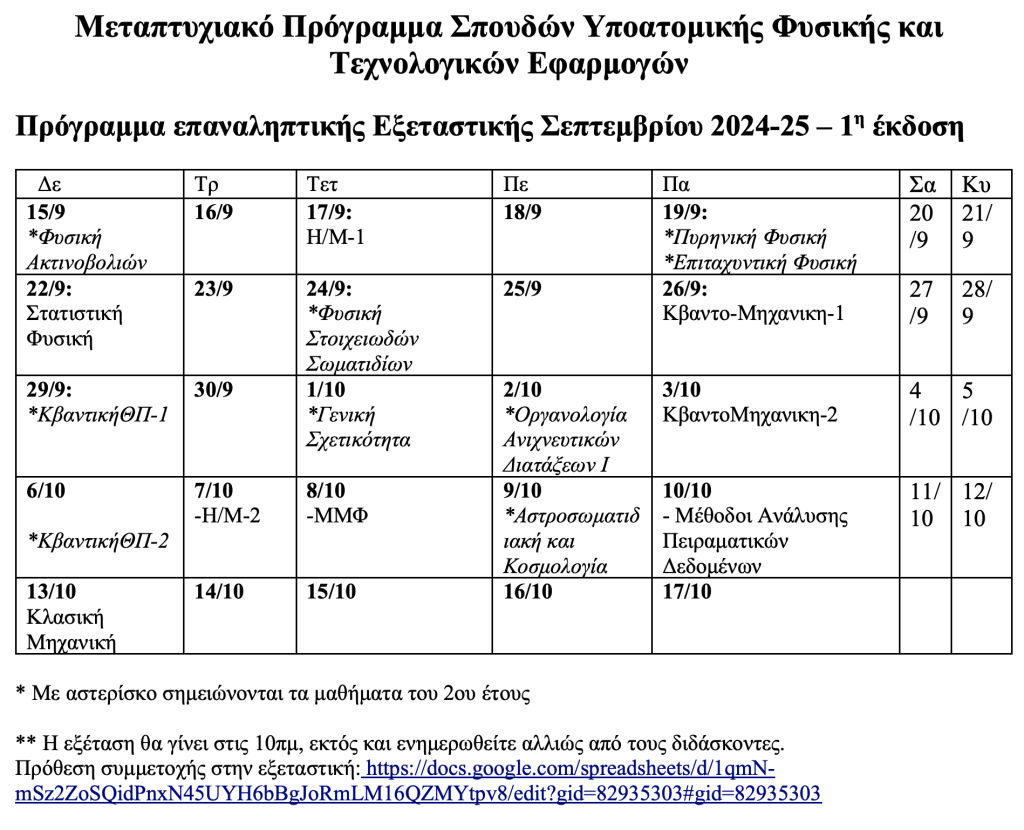 Μεταπτυχιακό Πρόγραμμα Σπουδών Υποατομικής Φυσικής και
Τεχνολογικών Εφαρμογών
Πρόγραμμα επαναληπτικής Εξεταστικής Σεπτεμβρίου 2024-25 – 1η έκδοση
Δε Τρ Τετ Πε Πα Σα Κυ
15/9
*Φυσική
Ακτινοβολιών
16/9
17/9:
Η/Μ-1
18/9
19/9:
*Πυρηνική Φυσική
*Επιταχυντική Φυσική
20
/9
21/
9
22/9:
Στατιστική
Φυσική
23/9
24/9:
*Φυσική
Στοιχειωδών
Σωματιδίων
25/9
26/9:
Κβαντο-Μηχανικη-1
27
/9
28/
9
29/9:
*ΚβαντικήΘΠ-1
30/9
1/10
*Γενική
Σχετικότητα
2/10
*Οργανολογία
Ανιχνευτικών
Διατάξεων Ι
3/10
ΚβαντοΜηχανικη-2
4
/10
5
/10
6/10
*ΚβαντικήΘΠ-2
7/10
-Η/Μ-2
8/10
-ΜΜΦ
9/10
*Αστροσωματιδ
ιακή και
Κοσμολογία
10/10
- Μέθοδοι Ανάλυσης
Πειραματικών
Δεδομένων
11/
10
12/
10
13/10
Κλασική
Μηχανική
14/10
15/10
16/10
17/10
* Με αστερίσκο σημειώνονται τα μαθήματα του 2ου έτους
** Η εξέταση θα γίνει στις 10πμ, εκτός και ενημερωθείτε αλλιώς από τους διδάσκοντες.
Πρόθεση συμμετοχής στην εξεταστική: https://docs.google.com/spreadsheets/d/1qmN-
mSz2ZoSQidPnxN45UYH6bBgJoRmLM16QZMYtpv8/edit?gid=82935303#gid=82935303